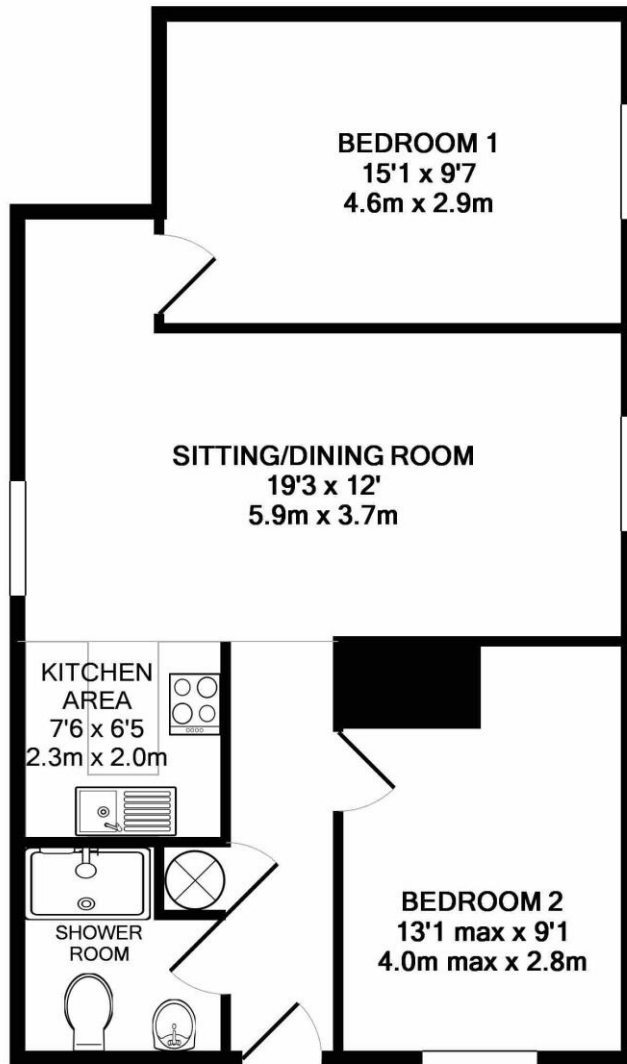 BEDROOM 1
15'1 x 9'7
4.6m x 2.9m
SITTING/DINING ROOM
19'3 x 12'
5.9m x 3.7m
KITCHEN
AREA
7'6 x 6'5
2.3m x 2.0m
SHOWER
ROOM
BEDROOM 2
13'1 max x 9'1
4.0m max x 2.8m